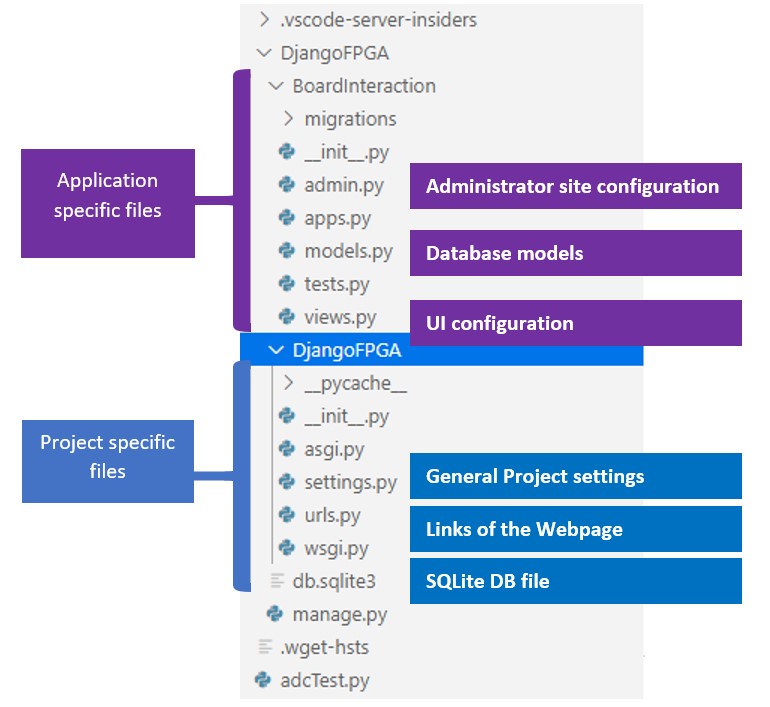 .vscode-server-insiders
DjangoFPGA
BoardInteraction
migrations
__init__.py
Application
specific files
admin.py
Administrator site configuration
apps.py
models.py
Database models
tests.py
views.py
UI configuration
DjangoFPGA
__pycache__
__init__.py
Project specific
files
asgi.py
settings.py
General Project settings
urls.py
Links of the Webpage
wsgi.py
db.sqlite3
SQLite DB file
manage.py
.wget-hsts
adcTest.py